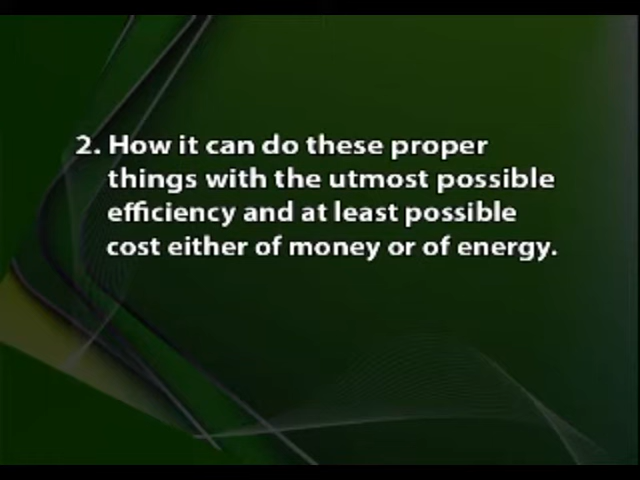 2. How it can do these proper
things with the utmost possible
efficiency and at least possible
cost either of money or of energy.